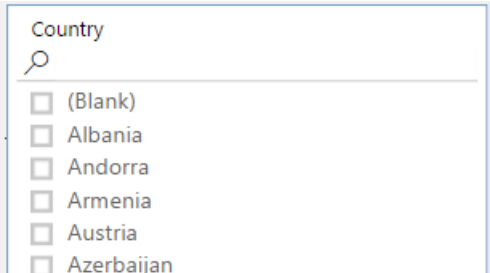 Country
(Blank)
Albania
Andorra
Armenia
Austria
Azerbaijan